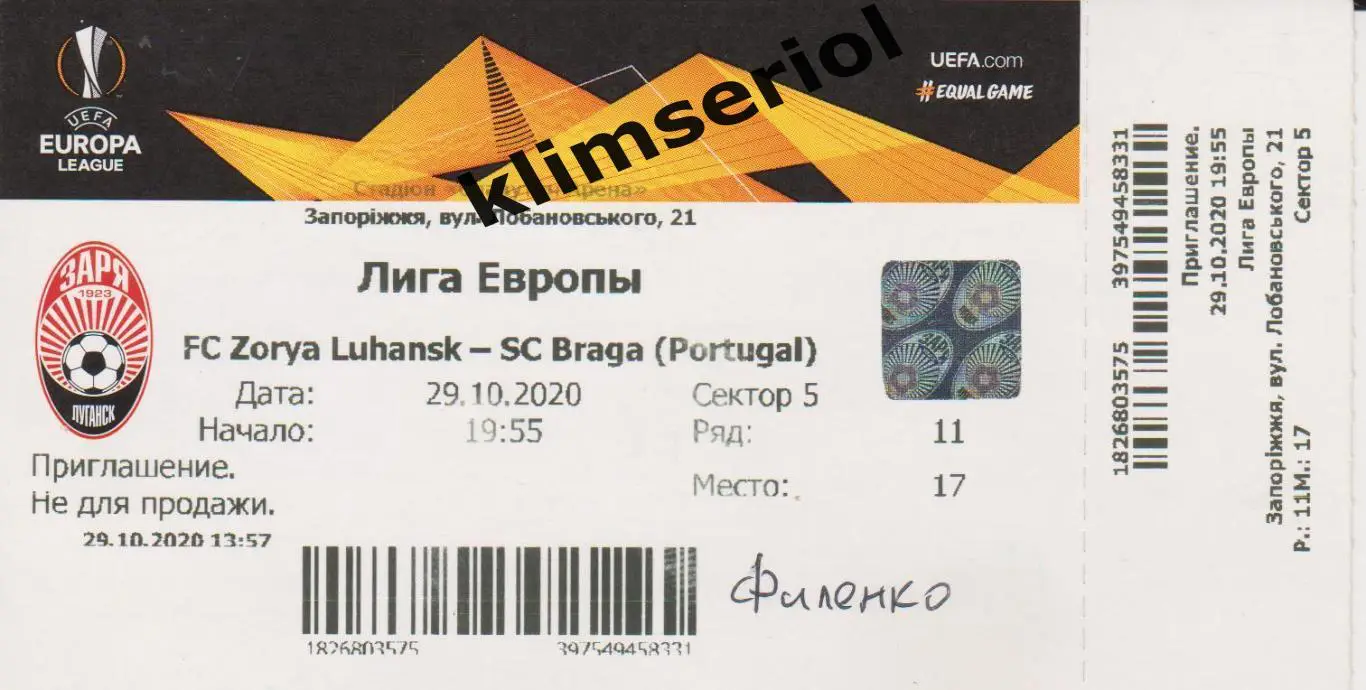 UEFA
EUROPA
LEAGUE
UEFA.com
#EQUALGAME
klimseriol
Стадіон
Запоріжжя, вул. Лобановського, 21
ЗАРЯ
1923
ЛУГАНСК
Лига Европы
FC Zorya Luhansk – SC Braga (Portugal)
Дата: 29.10.2020 Сектор 5
Начало: 19:55 Ряд: 11
Приглашение.
Не для продажи.
Место: 17
29.10.2020 13:57
1826803575 397549458331
Филенко
1826803575 397549458331
Приглашение.
29.10.2020 19:55
Лига Европы
Запоріжжя, вул. Лобановського, 21
Сектор 5
Р.: 11М.: 17